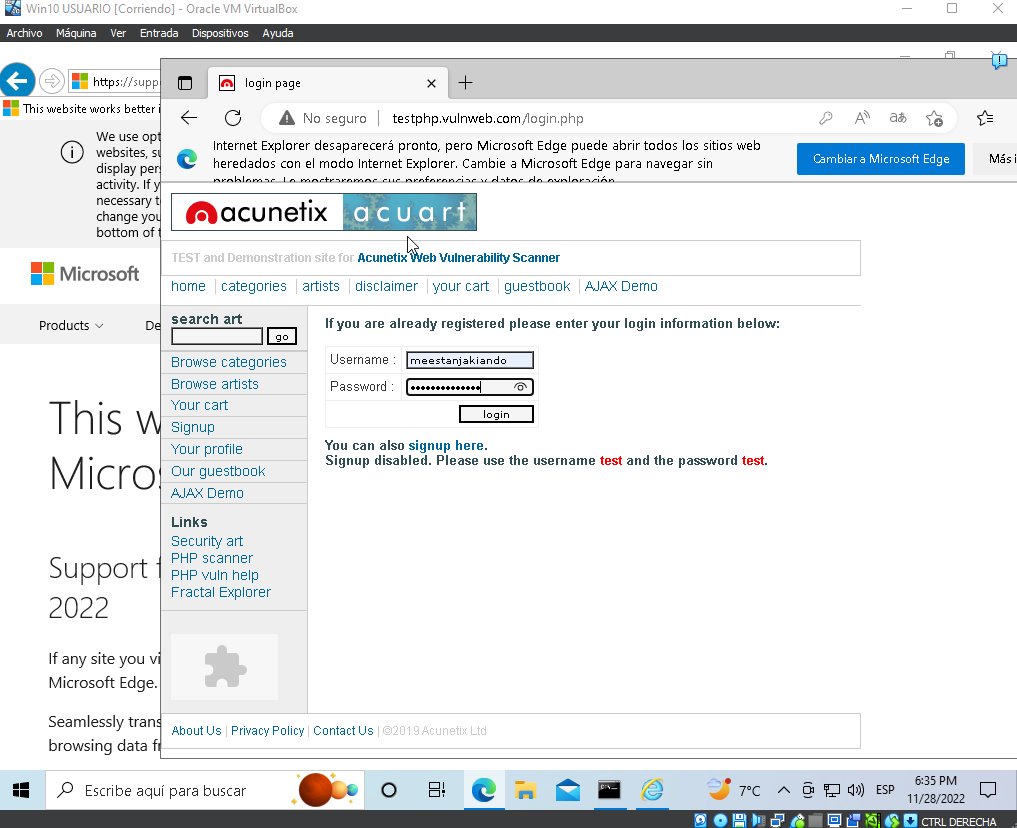 Win10 USUARIO [Corriendo] - Oracle VM VirtualBox
Archivo Máquina Ver Entrada Dispositivos Ayuda
https://supp
This website works better i
We use opt
websites, su
display pers
activity. If y
necessary t
change you
bottom of t
Microsoft
Products De
This w
Micros
Support f
2022
If any site you vi
Microsoft Edge.
Seamlessly trans
browsing data fr
login page
No seguro testphp.vulnweb.com/login.php
Internet Explorer desaparecerá pronto, pero Microsoft Edge puede abrir todos los sitios web
heredados con el modo Internet Explorer. Cambie a Microsoft Edge para navegar sin
problemas. Le mostraremos sus preferencias y datos de exploración.
Cambiar a Microsoft Edge Más i
acunetix acuart
TEST and Demonstration site for Acunetix Web Vulnerability Scanner
home | categories | artists | disclaimer | your cart | guestbook | AJAX Demo
search art
go
Browse categories
Browse artists
Your cart
Signup
Your profile
Our guestbook
AJAX Demo
Links
Security art
PHP scanner
PHP vuln help
Fractal Explorer
If you are already registered please enter your login information below:
Username : meestanjakiando
Password : ••••••••••••••
login
You can also signup here.
Signup disabled. Please use the username test and the password test.
About Us | Privacy Policy | Contact Us | ©2019 Acunetix Ltd
Escribe aquí para buscar
7°C
ESP
6:35 PM
11/28/2022
CTRL DERECHA